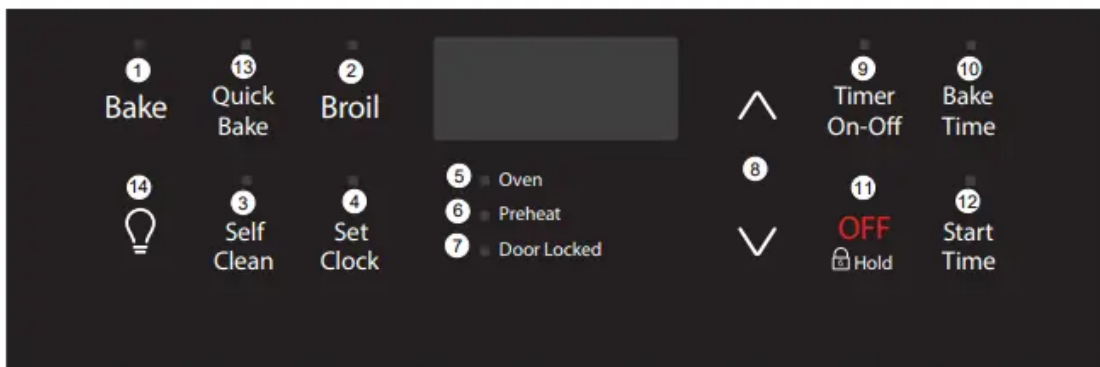 1
Bake
13
Quick
Bake
2
Broil
14
3
Self
Clean
4
Set
Clock
5 Oven
6 Preheat
7 Door Locked
8
9
Timer
On-Off
10
Bake
Time
11
OFF
Hold
12
Start
Time